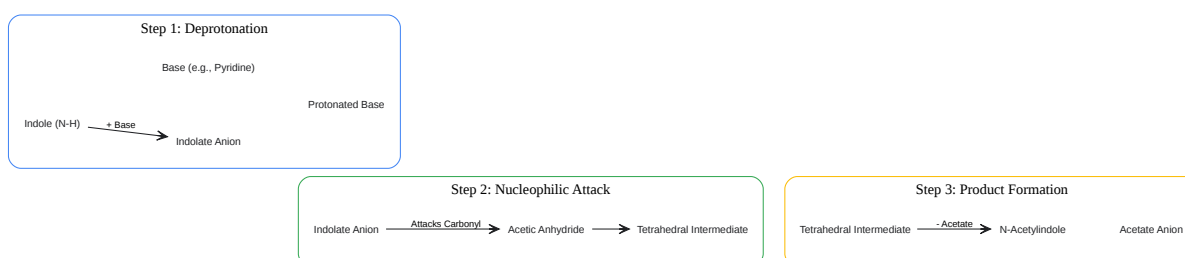 Step 1: Deprotonation
Base (e.g., Pyridine)
Protonated Base
Indole (N-H)
+ Base
Indolate Anion
Step 2: Nucleophilic Attack
Indolate Anion
Attacks Carbonyl
Acetic Anhydride
Tetrahedral Intermediate
Step 3: Product Formation
Tetrahedral Intermediate
- Acetate
N-Acetylindole
Acetate Anion